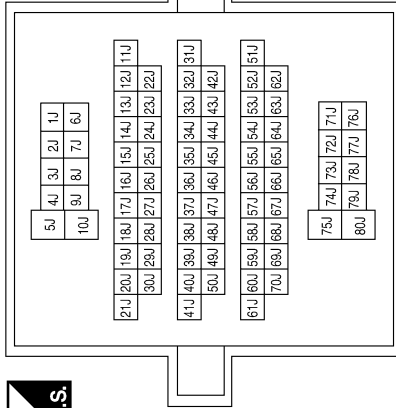 .S.
5J 4J 3J 2J 1J
10J 9J 8J 7J 6J
21J 20J 19J 18J 17J 16J 15J 14J 13J 12J 11J
30J 29J 28J 27J 26J 25J 24J 23J 22J
41J 40J 39J 38J 37J 36J 35J 34J 33J 32J 31J
50J 49J 48J 47J 46J 45J 44J 43J 42J
61J 60J 59J 58J 57J 56J 55J 54J 53J 52J 51J
70J 69J 68J 67J 66J 65J 64J 63J 62J
75J 74J 73J 72J 71J
80J 79J 78J 77J 76J